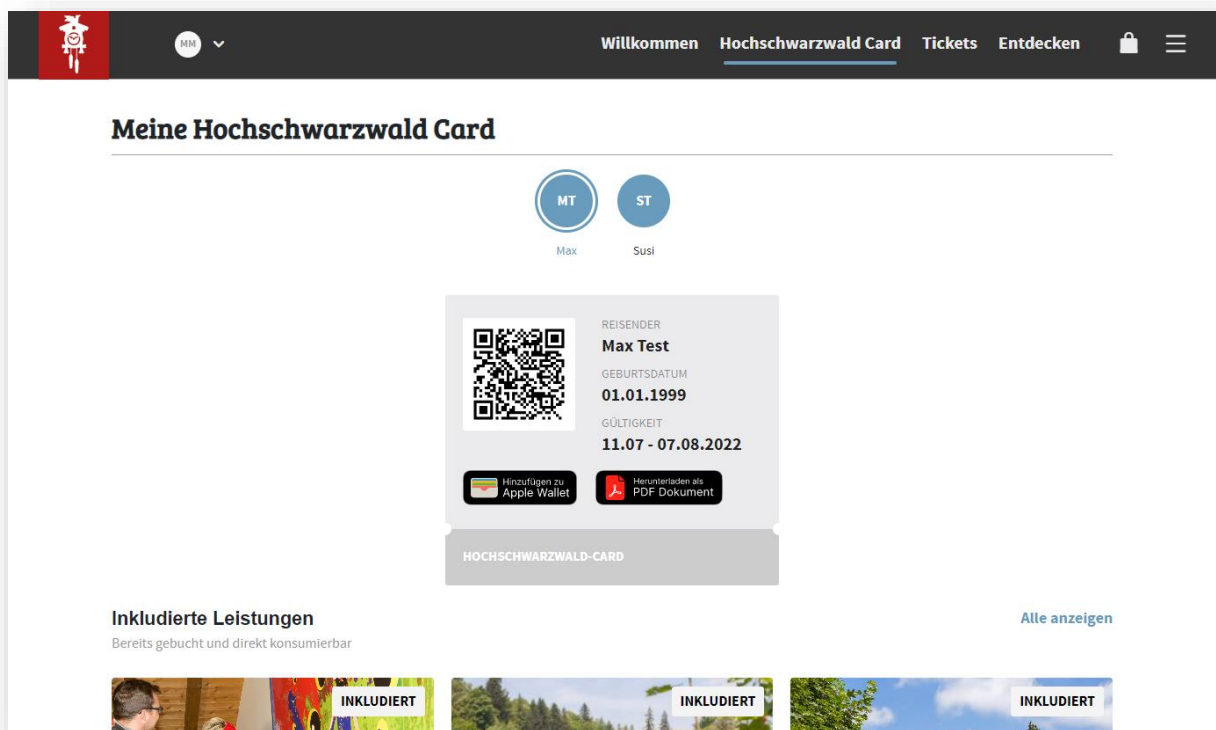 MM
Willkommen Hochschwarzwald Card Tickets Entdecken
Meine Hochschwarzwald Card
MT ST
Max Susi
REISENDER
Max Test
GEBURTSDATUM
01.01.1999
GÜLTIGKEIT
11.07 - 07.08.2022
Hinzufügen zu
Apple Wallet
Herunterladen als
PDF Dokument
HOCHSCHWARZWALD-CARD
Inkludierte Leistungen
Alle anzeigen
Bereits gebucht und direkt konsumierbar
INKLUDIERT INKLUDIERT INKLUDIERT